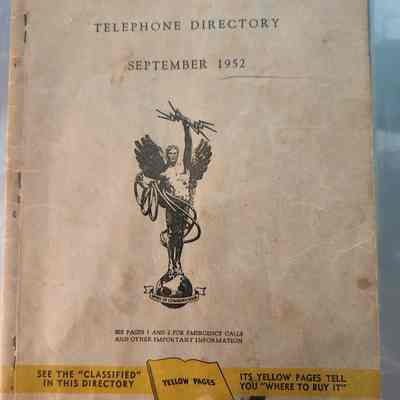 TELEPHONE DIRECTORY
SEPTEMBER 1952
SPIRIT OF COMMUNICATION
SEE PAGES 1 AND 2 FOR EMERGENCY CALLS
AND OTHER IMPORTANT INFORMATION
SEE THE "CLASSIFIED"
IN THIS DIRECTORY
YELLOW PAGES
ITS YELLOW PAGES TELL
YOU "WHERE TO BUY IT"